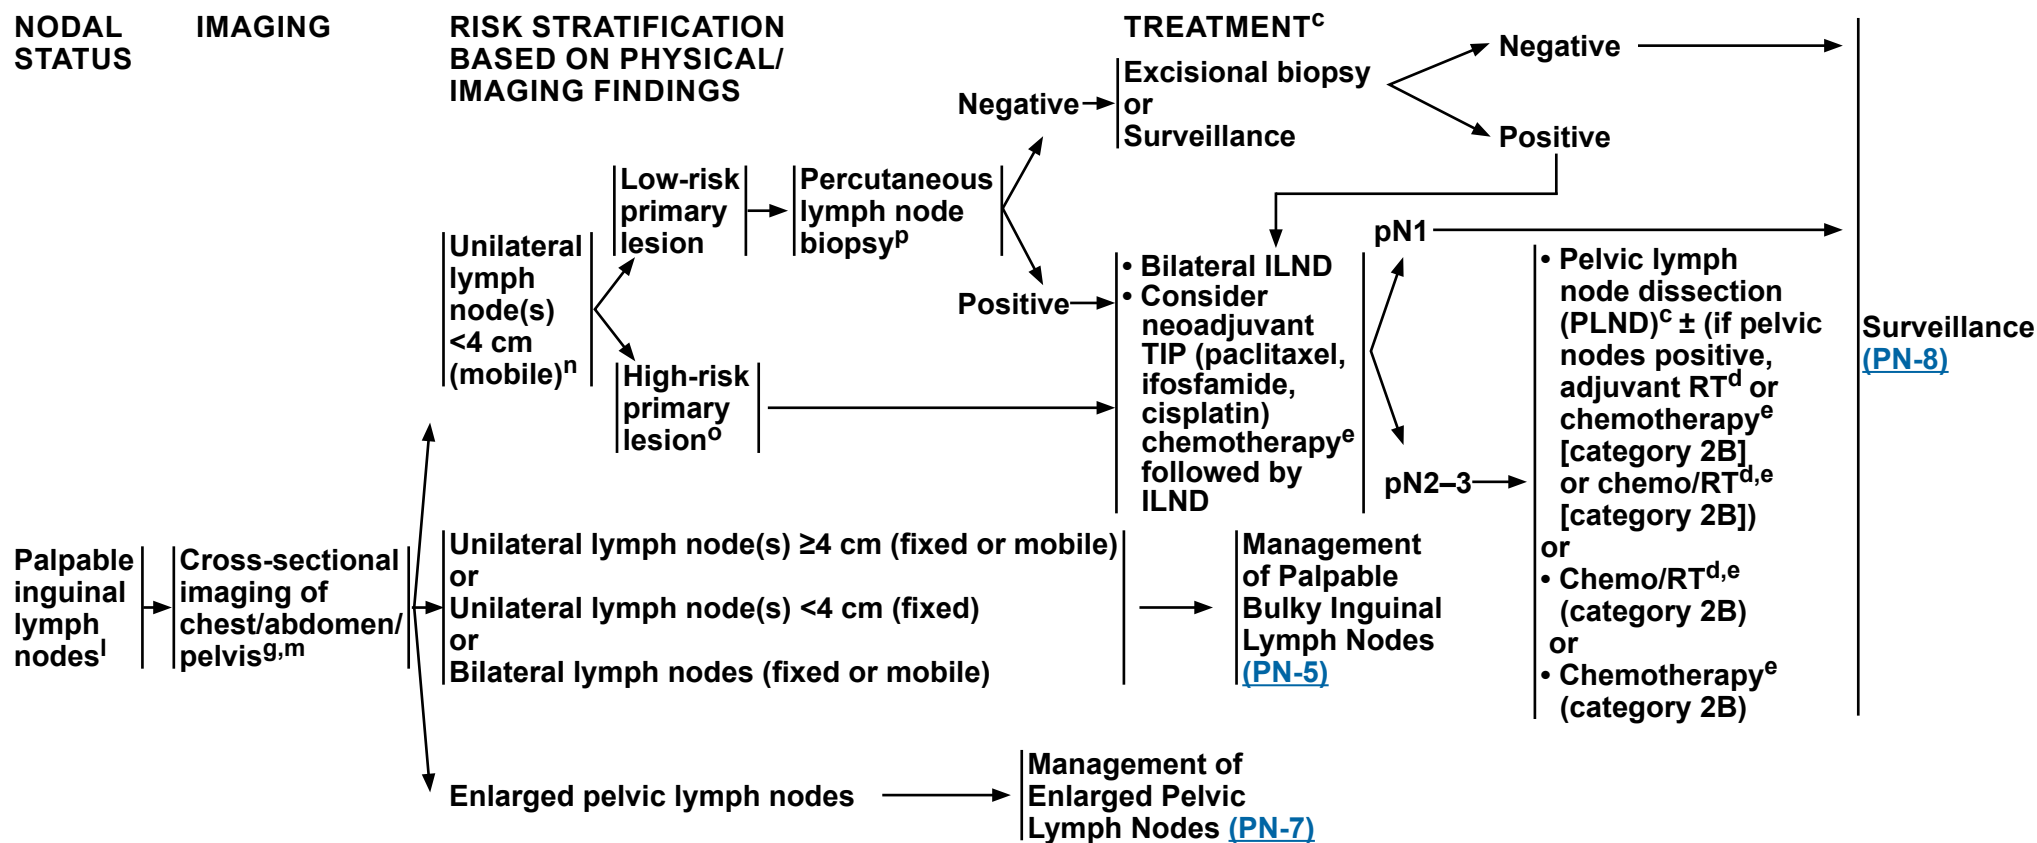 NODAL
STATUS
IMAGING
RISK STRATIFICATION
BASED ON PHYSICAL/
IMAGING FINDINGS
TREATMENTc
Palpable
inguinal
lymph
nodesl
Cross-sectional
imaging of
chest/abdomen/
pelvisg,m
Unilateral
lymph
node(s)
<4 cm
(mobile)n
Low-risk
primary
lesion
Percutaneous
lymph node
biopsyp
High-risk
primary
lesiono
Negative
Positive
Excisional biopsy
or
Surveillance
Negative
Positive
• Bilateral ILND
• Consider
neoadjuvant
TIP (paclitaxel,
ifosfamide,
cisplatin)
chemotherapye
followed by
ILND
pN1
pN2–3
• Pelvic lymph
node dissection
(PLND)c ± (if pelvic
nodes positive,
adjuvant RTd or
chemotherapye
[category 2B]
or chemo/RTd,e
[category 2B])
or
• Chemo/RTd,e
(category 2B)
or
• Chemotherapye
(category 2B)
Surveillance
(PN-8)
Unilateral lymph node(s) ≥4 cm (fixed or mobile)
or
Unilateral lymph node(s) <4 cm (fixed)
or
Bilateral lymph nodes (fixed or mobile)
Management
of Palpable
Bulky Inguinal
Lymph Nodes
(PN-5)
Enlarged pelvic lymph nodes
Management of
Enlarged Pelvic
Lymph Nodes (PN-7)